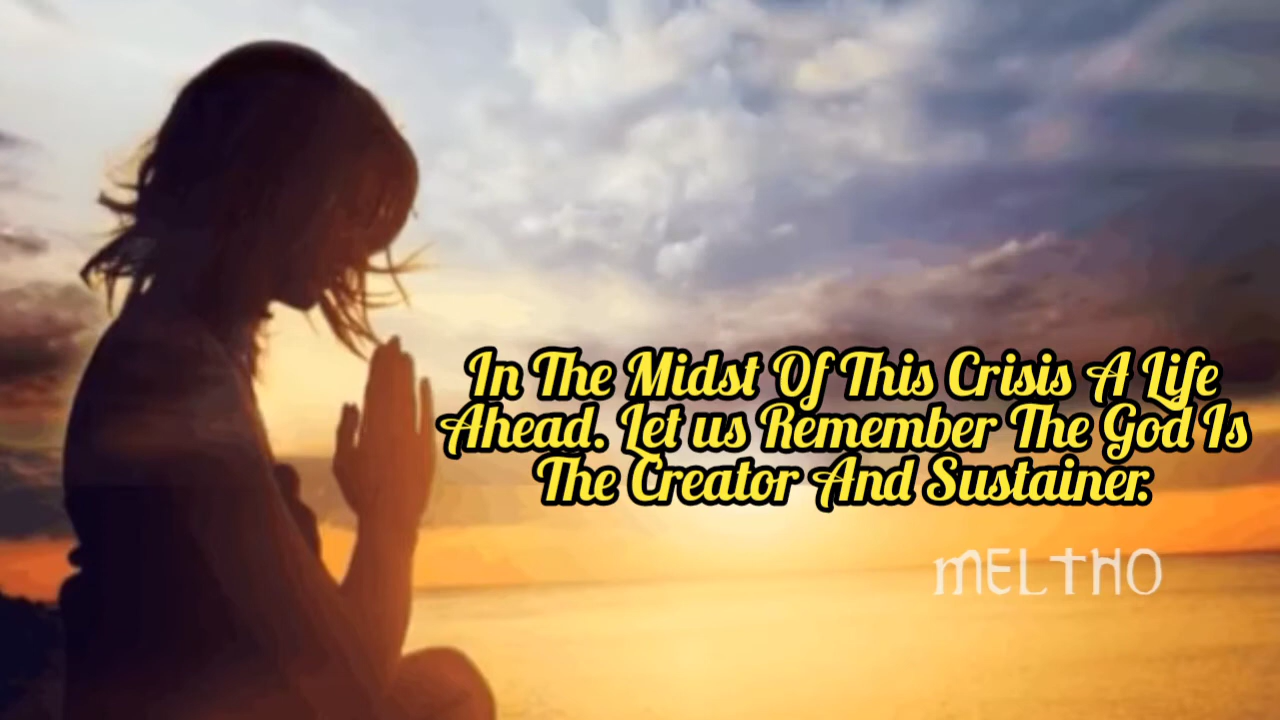 In The Midst Of This Crisis A Life
Ahead. Let us Remember The God Is
The Creator And Sustainer.
MELTHO